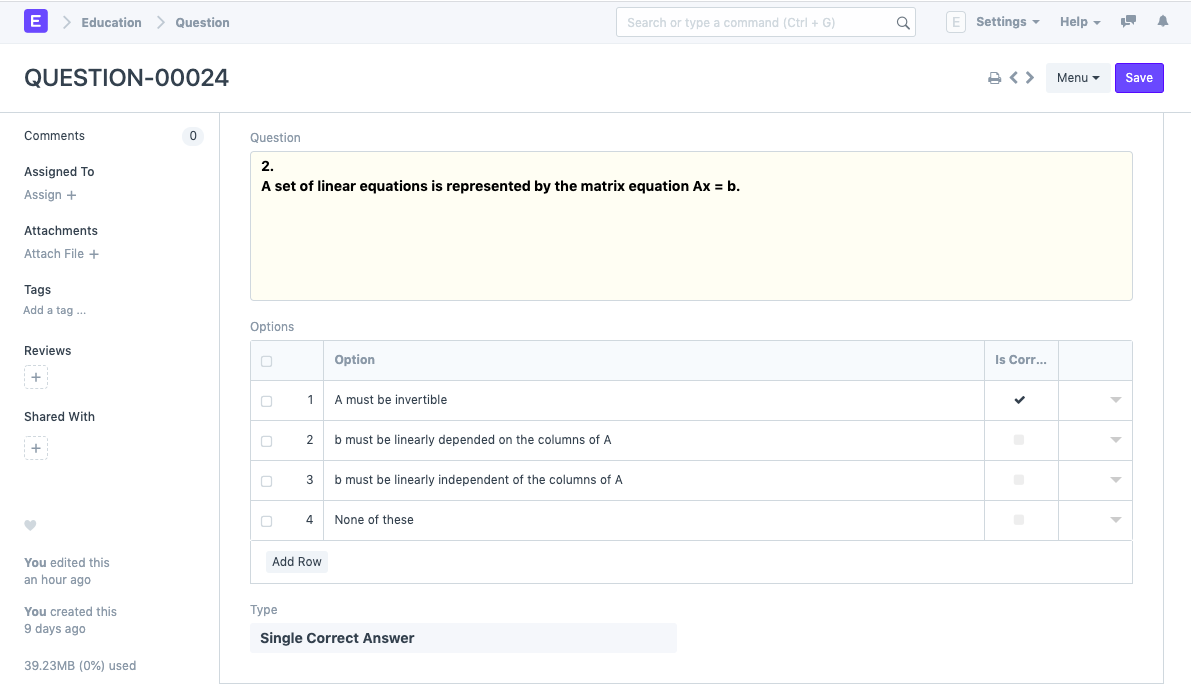 E Education Question Search or type a command (Ctrl + G) E Settings Help
QUESTION-00024 Menu Save
Comments 0
Assigned To
Assign +
Attachments
Attach File +
Tags
Add a tag ...
Reviews
+
Shared With
+
You edited this
an hour ago
You created this
9 days ago
39.23MB (0%) used
Question
2.
A set of linear equations is represented by the matrix equation Ax = b.
Options
Option Is Corr...
1 A must be invertible
2 b must be linearly depended on the columns of A
3 b must be linearly independent of the columns of A
4 None of these
Add Row
Type
Single Correct Answer